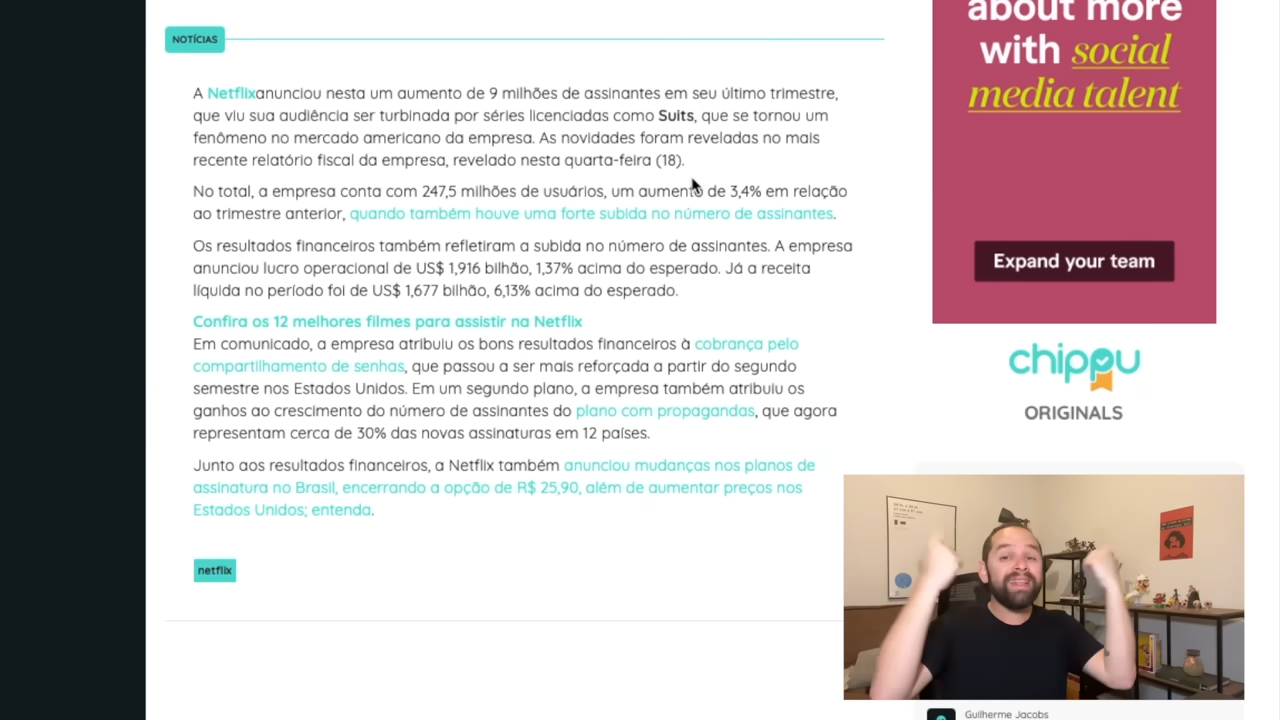 NOTÍCIAS
A Netflixanunciou nesta um aumento de 9 milhões de assinantes em seu último trimestre,
que viu sua audiência ser turbinada por séries licenciadas como Suits, que se tornou um
fenômeno no mercado americano da empresa. As novidades foram reveladas no mais
recente relatório fiscal da empresa, revelado nesta quarta-feira (18).
No total, a empresa conta com 247,5 milhões de usuários, um aumento de 3,4% em relação
ao trimestre anterior, quando também houve uma forte subida no número de assinantes.
Os resultados financeiros também refletiram a subida no número de assinantes. A empresa
anunciou lucro operacional de US$ 1,916 bilhão, 1,37% acima do esperado. Já a receita
líquida no período foi de US$ 1,677 bilhão, 6,13% acima do esperado.
Confira os 12 melhores filmes para assistir na Netflix
Em comunicado, a empresa atribuiu os bons resultados financeiros à cobrança pelo
compartilhamento de senhas, que passou a ser mais reforçada a partir do segundo
semestre nos Estados Unidos. Em um segundo plano, a empresa também atribuiu os
ganhos ao crescimento do número de assinantes do plano com propagandas, que agora
representam cerca de 30% das novas assinaturas em 12 países.
Junto aos resultados financeiros, a Netflix também anunciou mudanças nos planos de
assinatura no Brasil, encerrando a opção de R$ 25,90, além de aumentar preços nos
Estados Unidos; entenda.
netflix
about more
with social
media talent
Expand your team
chippu
ORIGINALS
Guilherme Jacobs